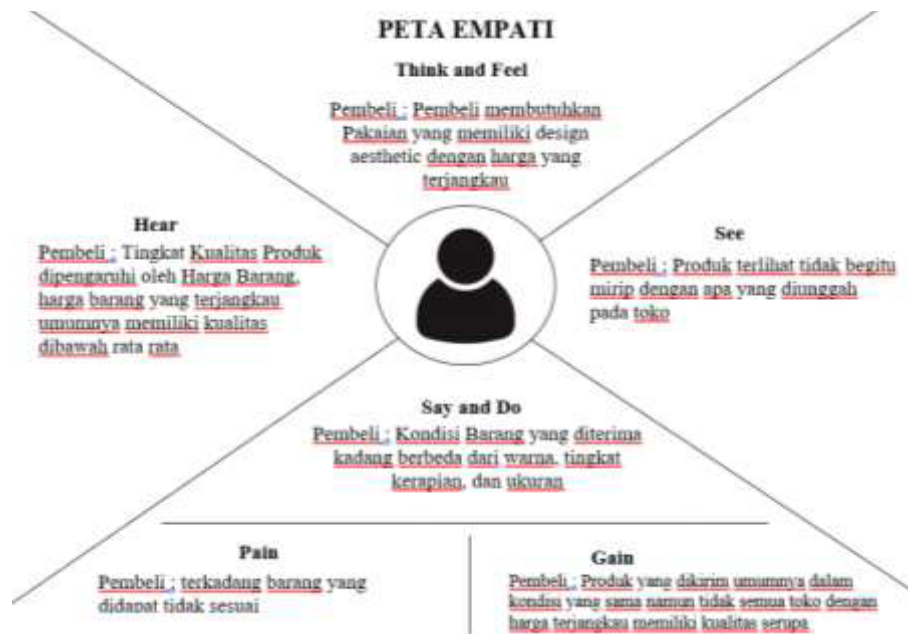 PETA EMPATI
Think and Feel
Pembeli : Pembeli membutuhkan
Pakaian yang memiliki design
aesthetic dengan harga yang
terjangkau
Hear
Pembeli : Tingkat Kualitas Produk
dipengaruhi oleh Harga Barang,
harga barang yang terjangkau
umumnya memiliki kualitas
dibawah rata rata
See
Pembeli : Produk terlihat tidak begitu
mirip dengan apa yang diunggah
pada toko
Say and Do
Pembeli : Kondisi Barang yang diterima
kadang berbeda dari warna, tingkat
kerapian, dan ukuran
Pain
Pembeli : terkadang barang yang
didapat tidak sesuai
Gain
Pembeli : Produk yang dikirim umumnya dalam
kondisi yang sama namun tidak semua toko dengan
harga terjangkau memiliki kualitas serupa